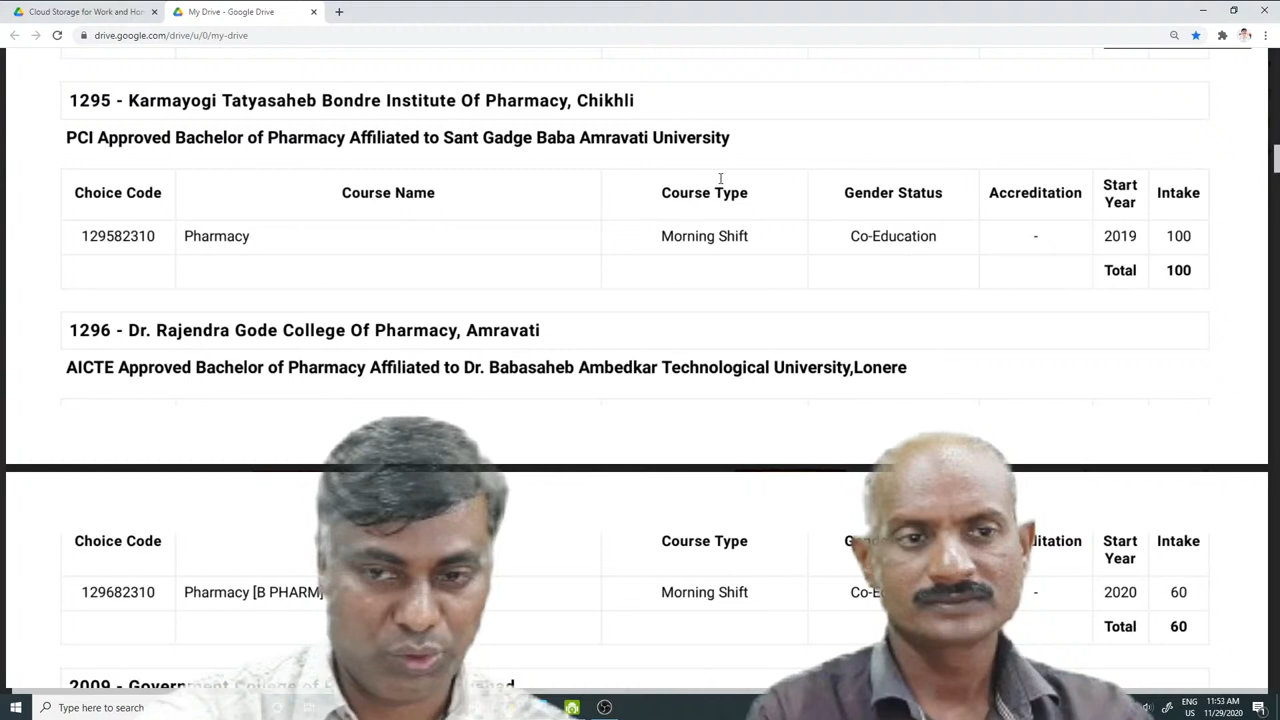 Cloud Storage for Work and Hom
My Drive - Google Drive
drive.google.com/drive/u/0/my-drive
1295 - Karmayogi Tatyasaheb Bondre Institute Of Pharmacy, Chikhli
PCI Approved Bachelor of Pharmacy Affiliated to Sant Gadge Baba Amravati University
Choice Code Course Name Course Type Gender Status Accreditation Start Year Intake
129582310 Pharmacy Morning Shift Co-Education - 2019 100
Total 100
1296 - Dr. Rajendra Gode College Of Pharmacy, Amravati
AICTE Approved Bachelor of Pharmacy Affiliated to Dr. Babasaheb Ambedkar Technological University,Lonere
Choice Code Course Type Start Year Intake
129682310 Pharmacy [B PHARM] Morning Shift - 2020 60
Total 60
2009 - Government College of
Type here to search
ENG
US
11:53 AM
11/29/2020